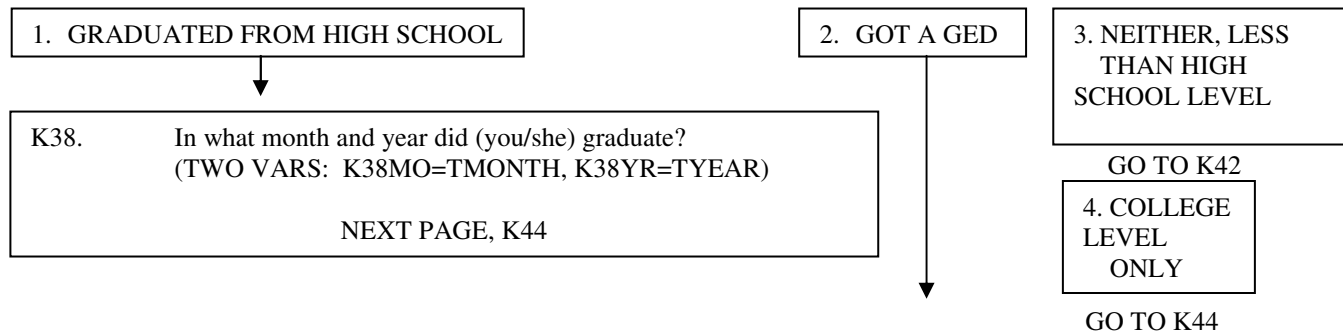 1. GRADUATED FROM HIGH SCHOOL
2. GOT A GED
3. NEITHER, LESS
THAN HIGH
SCHOOL LEVEL
K38. In what month and year did (you/she) graduate?
(TWO VARS: K38MO=TMONTH, K38YR=TYEAR)
NEXT PAGE, K44
GO TO K42
4. COLLEGE
LEVEL
ONLY
GO TO K44